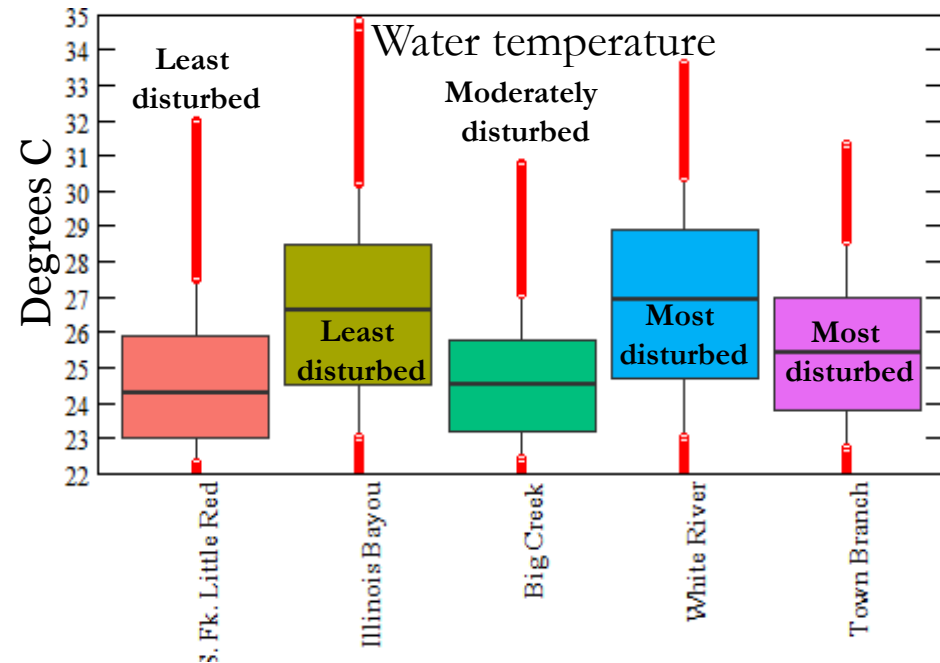 Water temperature
Degrees C
35
34
33
32
31
30
29
28
27
26
25
24
23
22
Least
disturbed
Least
disturbed
Moderately
disturbed
Most
disturbed
Most
disturbed
S. Fk. Little Red
Illinois Bayou
Big Creek
White River
Town Branch